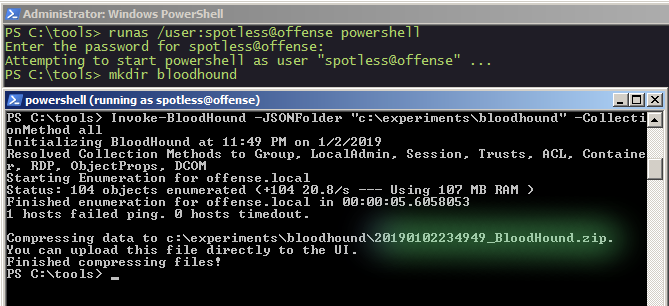 Administrator: Windows PowerShell
PS C:\tools> runas /user:spotless@offense powershell
Enter the password for spotless@offense:
Attempting to start powershell as user "spotless@offense" ...
PS C:\tools> mkdir bloodhound
powershell (running as spotless@offense)
PS C:\tools> Invoke-BloodHound -JSONFolder "c:\experiments\bloodhound" -Collecti
onMethod all
Initializing BloodHound at 11:49 PM on 1/2/2019
Resolved Collection Methods to Group, LocalAdmin, Session, Trusts, ACL, Containe
r, RDP, ObjectProps, DCOM
Starting Enumeration for offense.local
Status: 104 objects enumerated (+104 20.8/s --- Using 107 MB RAM )
Finished enumeration for offense.local in 00:00:05.6058053
1 hosts failed ping. 0 hosts timedout.
Compressing data to c:\experiments\bloodhound\20190102234949_BloodHound.zip.
You can upload this file directly to the UI.
Finished compressing files!
PS C:\tools> _